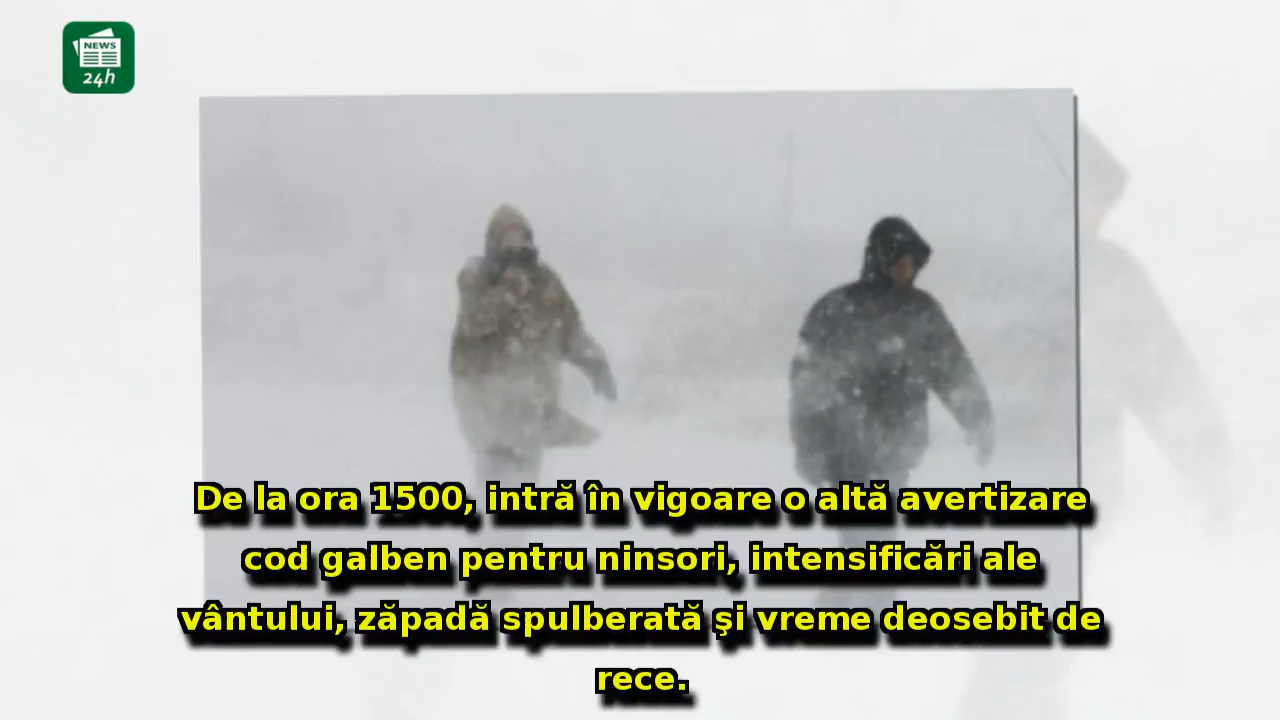 NEWS
24h
De la ora 1500, intră în vigoare o altă avertizare
cod galben pentru ninsori, intensificări ale
vântului, zăpadă spulberată şi vreme deosebit de
rece.